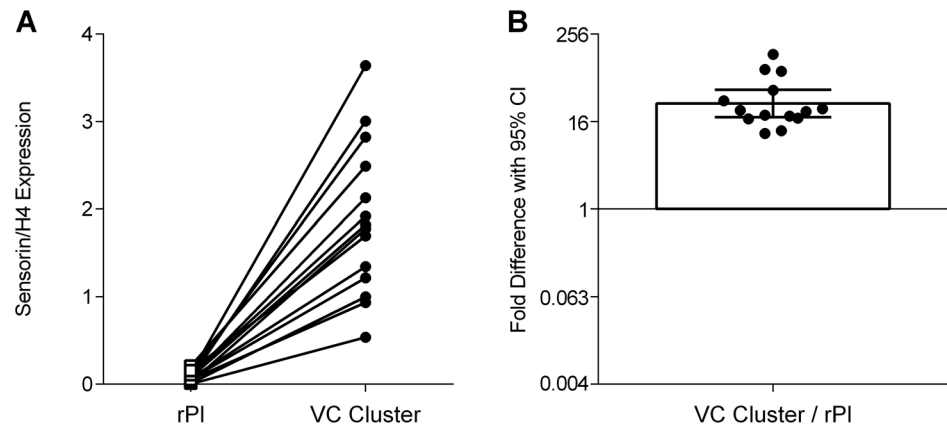 A
Sensorin/H4 Expression
4
3
2
1
0
rPI
VC Cluster
B
Fold Difference with 95% CI
256
16
1
0.063
0.004
VC Cluster / rPI